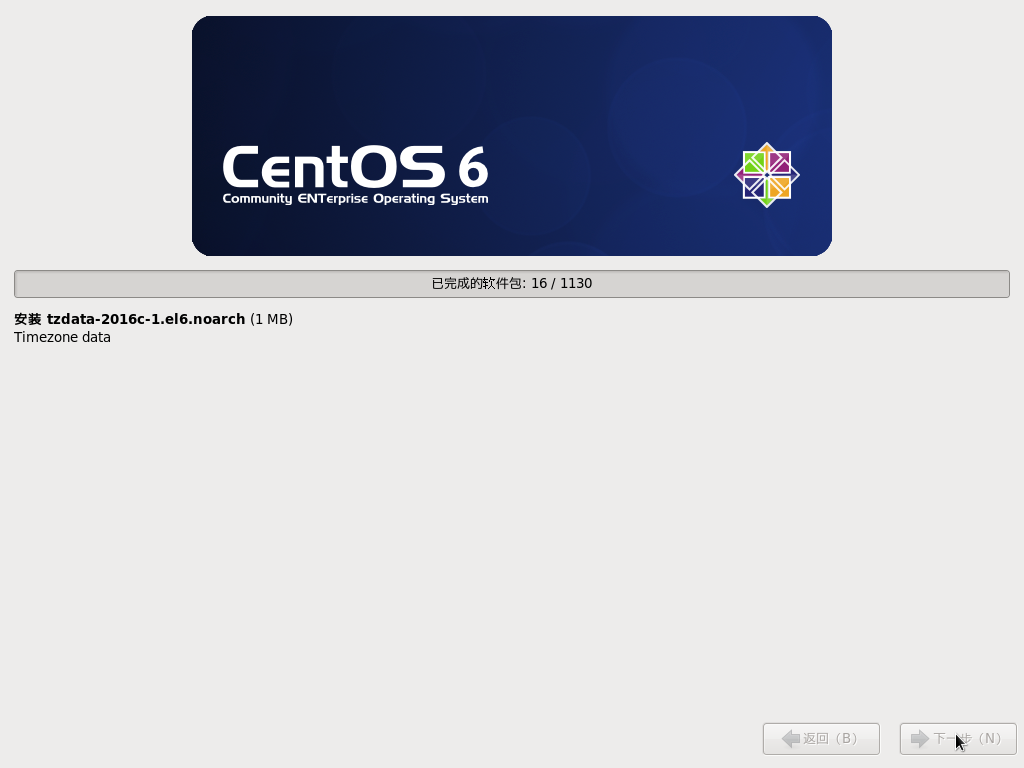 CentOS 6
Community ENTerprise Operating System
已完成的软件包: 16 / 1130
安装 tzdata-2016c-1.el6.noarch (1 MB)
Timezone data
返回（B）
下一步（N）